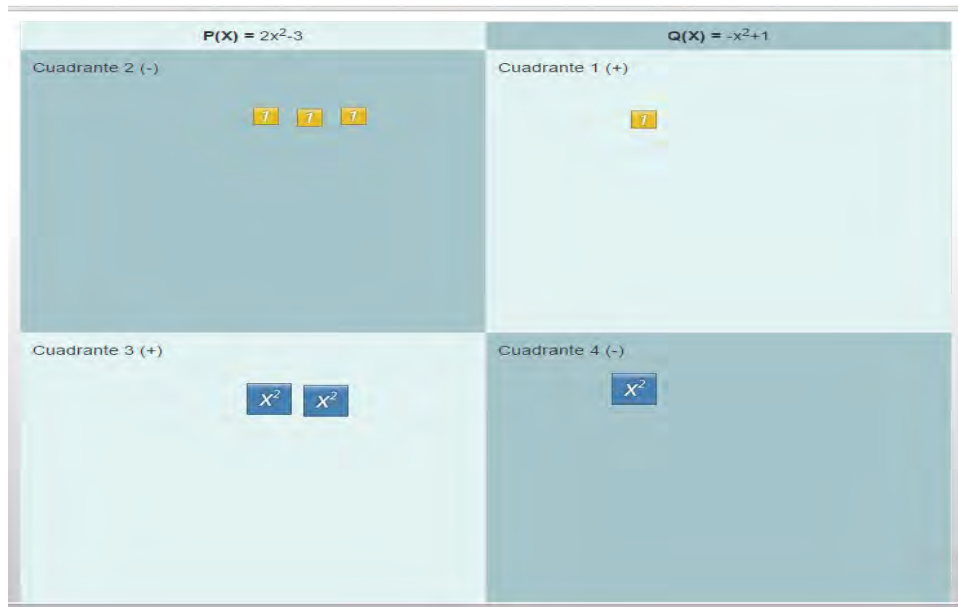 P(X) = 2x²-3
Q(X) = -x²+1
Cuadrante 2 (-)
Cuadrante 1 (+)
1 1 1
1
Cuadrante 3 (+)
Cuadrante 4 (-)
x² x²
x²